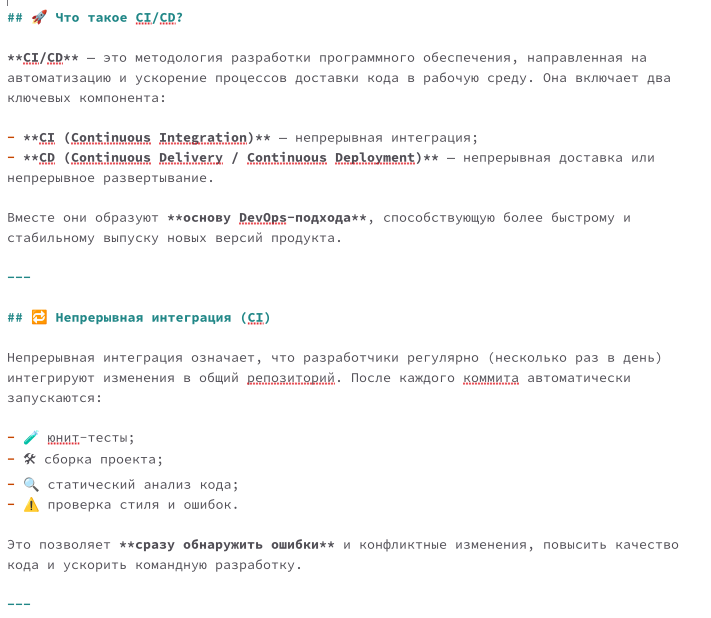 ## 🚀 Что такое CI/CD?
**CI/CD** — это методология разработки программного обеспечения, направленная на
автоматизацию и ускорение процессов доставки кода в рабочую среду. Она включает два
ключевых компонента:
- **CI (Continuous Integration)** — непрерывная интеграция;
- **CD (Continuous Delivery / Continuous Deployment)** — непрерывная доставка или
непрерывное развертывание.
Вместе они образуют **основу DevOps-подхода**, способствующую более быстрому и
стабильному выпуску новых версий продукта.
---
## 🔁 Непрерывная интеграция (CI)
Непрерывная интеграция означает, что разработчики регулярно (несколько раз в день)
интегрируют изменения в общий репозиторий. После каждого коммита автоматически
запускаются:
- 🧪 юнит-тесты;
- 🛠 сборка проекта;
- 🔍 статический анализ кода;
- ⚠️ проверка стиля и ошибок.
Это позволяет **сразу обнаружить ошибки** и конфликтные изменения, повысить качество
кода и ускорить командную разработку.
---